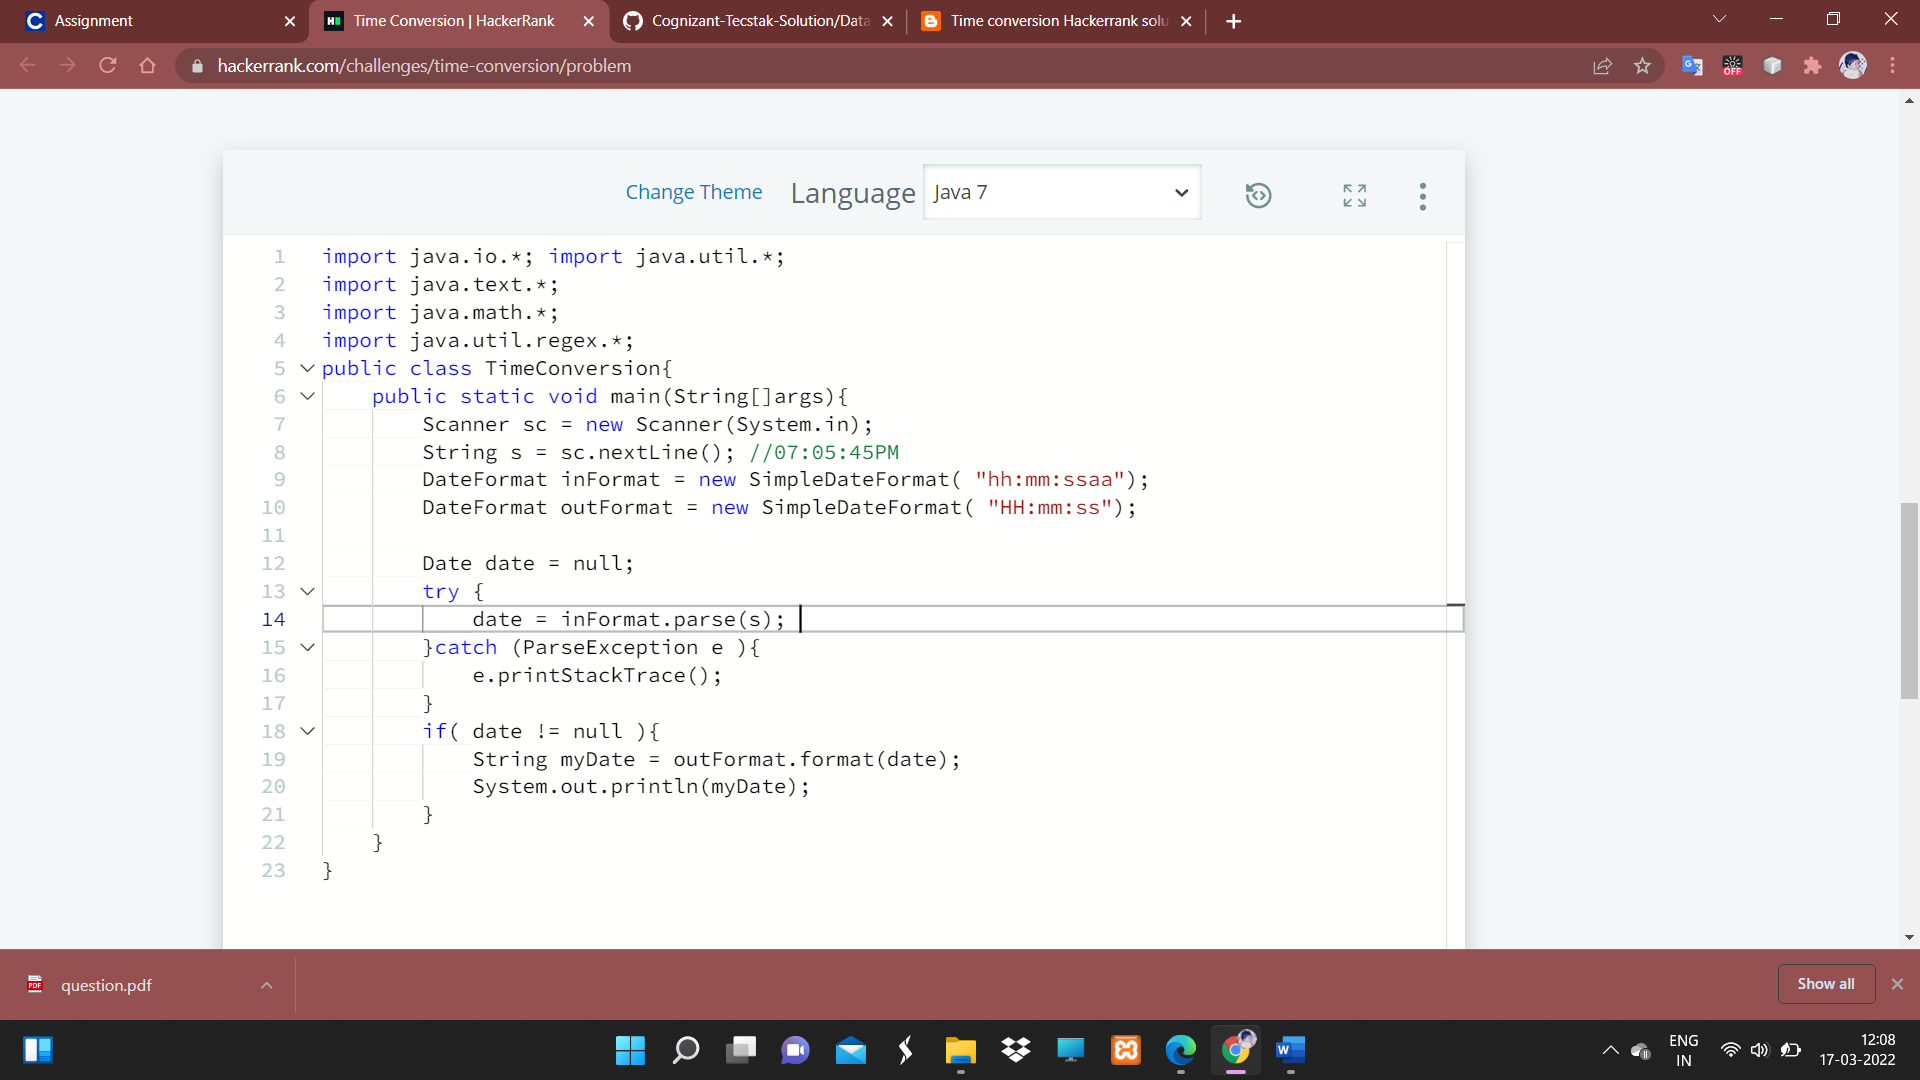 Assignment
Time Conversion | HackerRank
Cognizant-Tecstak-Solution/Data
Time conversion Hackerrank solu
hackerrank.com/challenges/time-conversion/problem
OFF
Change Theme Language Java 7
1 import java.io.*; import java.util.*;
2 import java.text.*;
3 import java.math.*;
4 import java.util.regex.*;
5 public class TimeConversion{
6 public static void main(String[]args){
7 Scanner sc = new Scanner(System.in);
8 String s = sc.nextLine(); //07:05:45PM
9 DateFormat inFormat = new SimpleDateFormat( "hh:mm:ssaa");
10 DateFormat outFormat = new SimpleDateFormat( "HH:mm:ss");
11
12 Date date = null;
13 try {
14 date = inFormat.parse(s);
15 }catch (ParseException e ){
16 e.printStackTrace();
17 }
18 if( date != null ){
19 String myDate = outFormat.format(date);
20 System.out.println(myDate);
21 }
22 }
23 }
PDF question.pdf
Show all
ENG
IN
12:08
17-03-2022